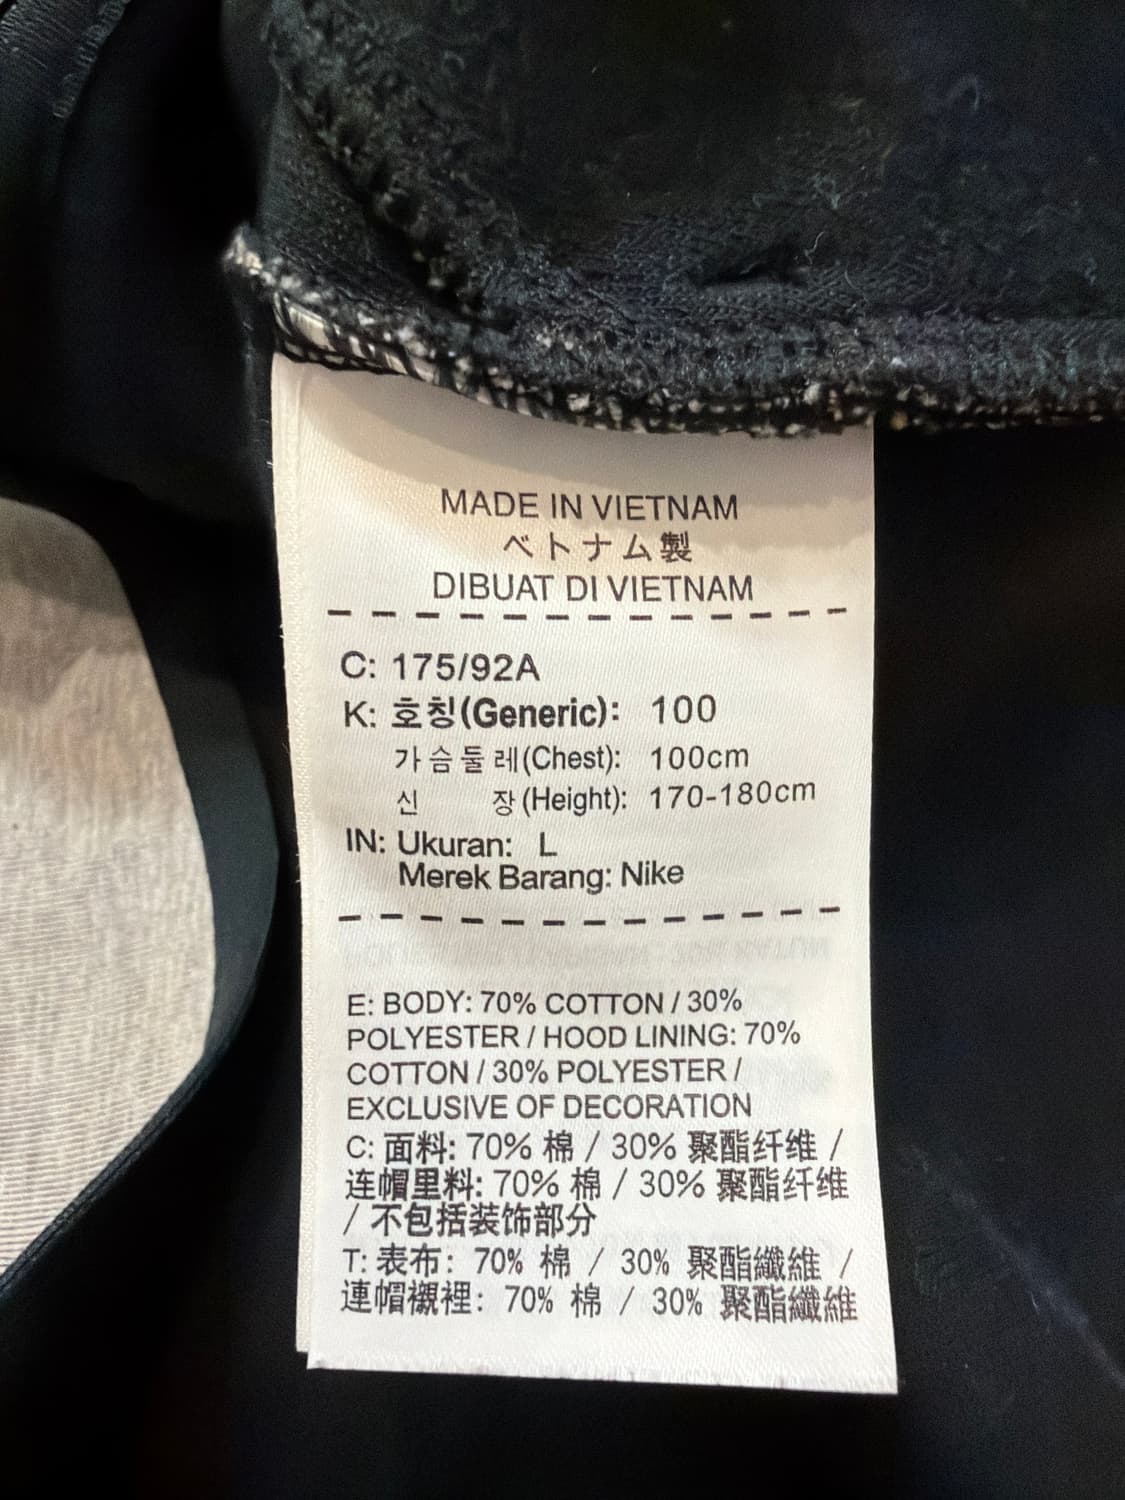 MADE IN VIETNAM
ベトナム製
DIBUAT DI VIETNAM
C: 175/92A
K: 호칭(Generic): 100
가슴둘레(Chest): 100cm
신 장(Height): 170-180cm
IN: Ukuran: L
Merek Barang: Nike
E: BODY: 70% COTTON / 30%
POLYESTER / HOOD LINING: 70%
COTTON / 30% POLYESTER /
EXCLUSIVE OF DECORATION
C: 面料: 70% 棉 / 30% 聚酯纤维 /
连帽里料: 70% 棉 / 30% 聚酯纤维
/ 不包括装饰部分
T: 表布: 70% 棉 / 30% 聚酯纖維 /
連帽襯裡: 70% 棉 / 30% 聚酯纖維